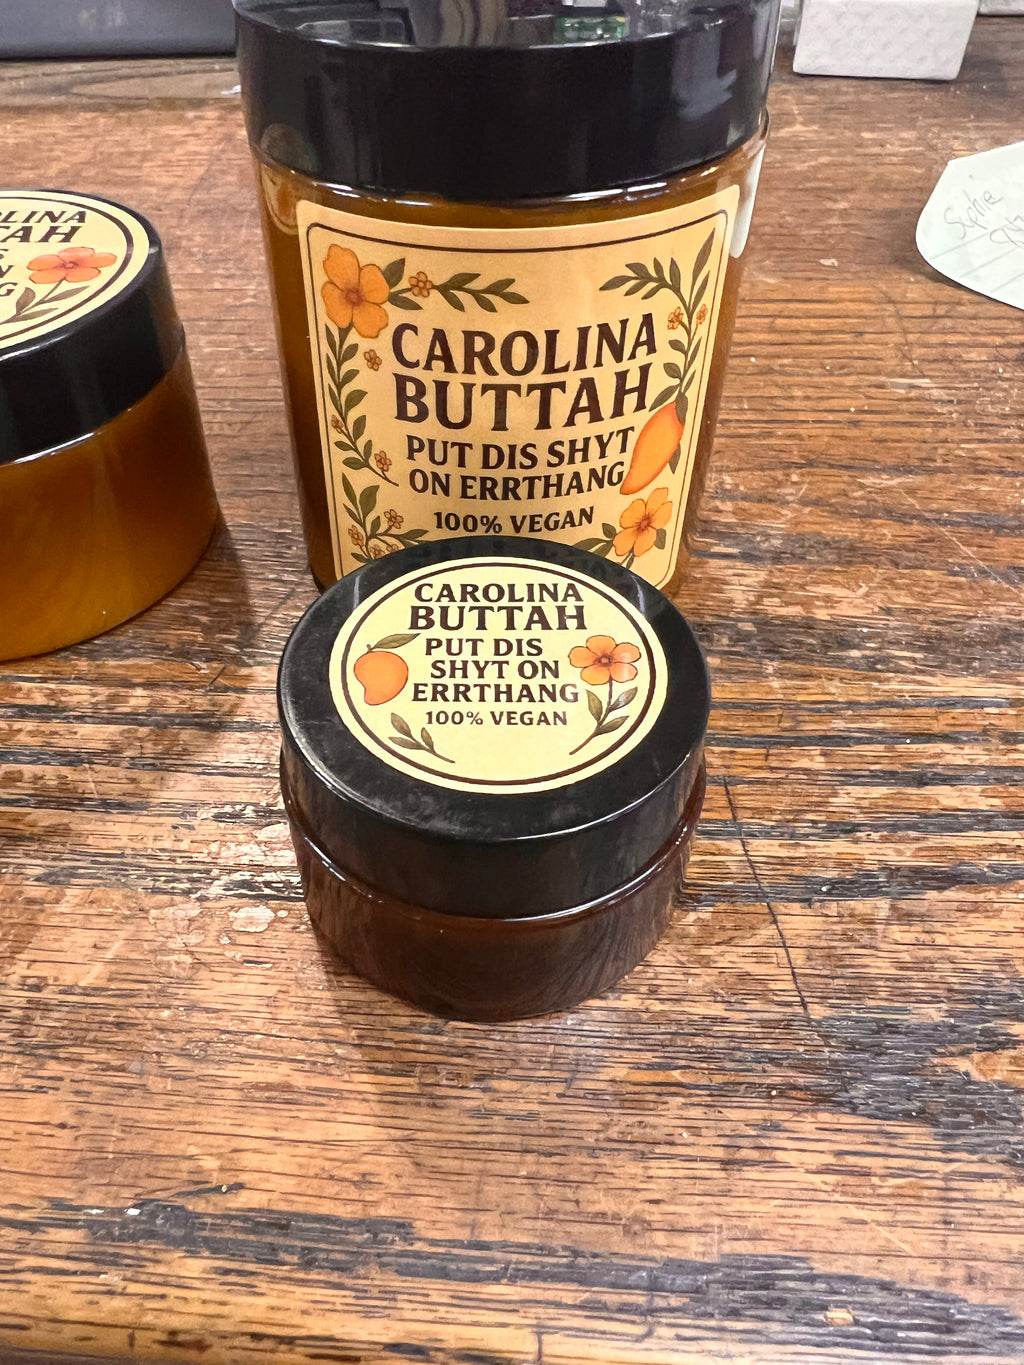 CAROLINA
BUTTAH
PUT DIS SHYT
ON ERRTHANG
100% VEGAN
CAROLINA
BUTTAH
PUT DIS
SHYT ON
ERRTHANG
100% VEGAN